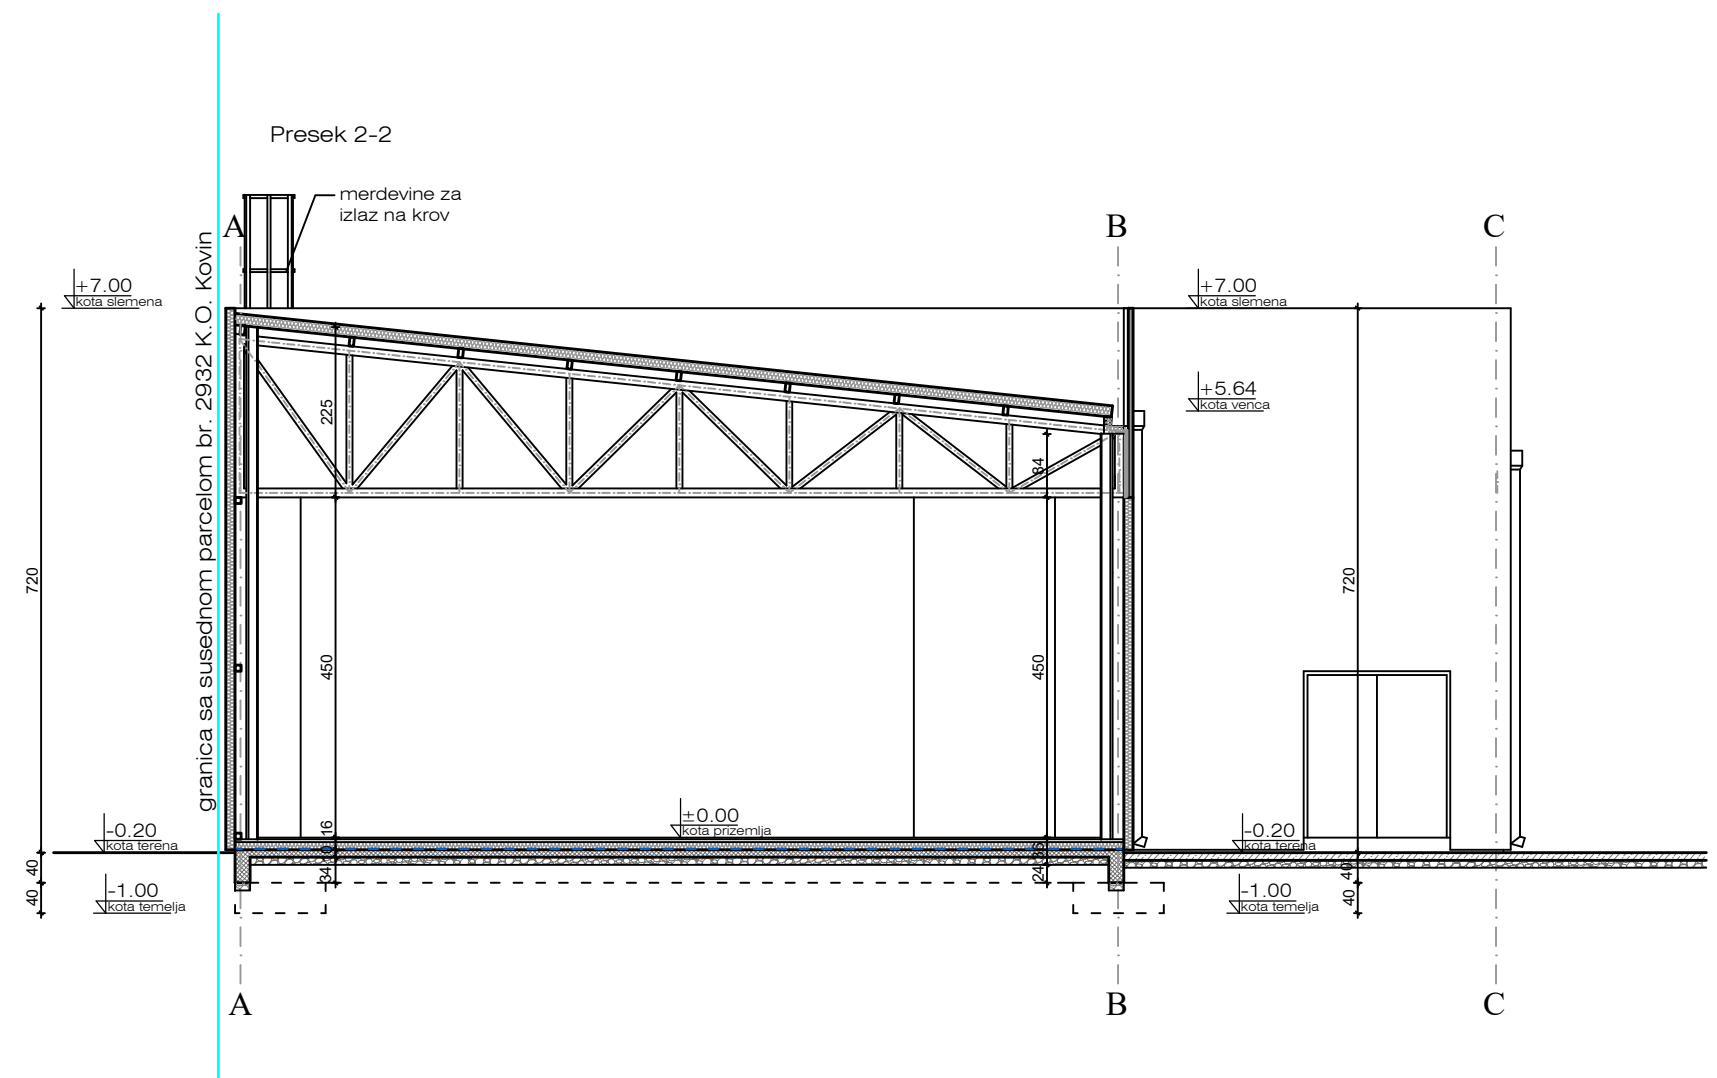 Presek 2-2
merdevine za
izlaz na krov
A
B
C
granica sa susednom parcelom br. 2932 K.O. Kovin
+7.00
kota slemena
+7.00
kota slemena
+5.64
kota venca
225
84
720
450
450
720
16
±0.00
kota prizemlja
-0.20
kota terena
-0.20
kota terena
40
40
-1.00
kota temelja
34
24
40
40
-1.00
kota temelja
A
B
C